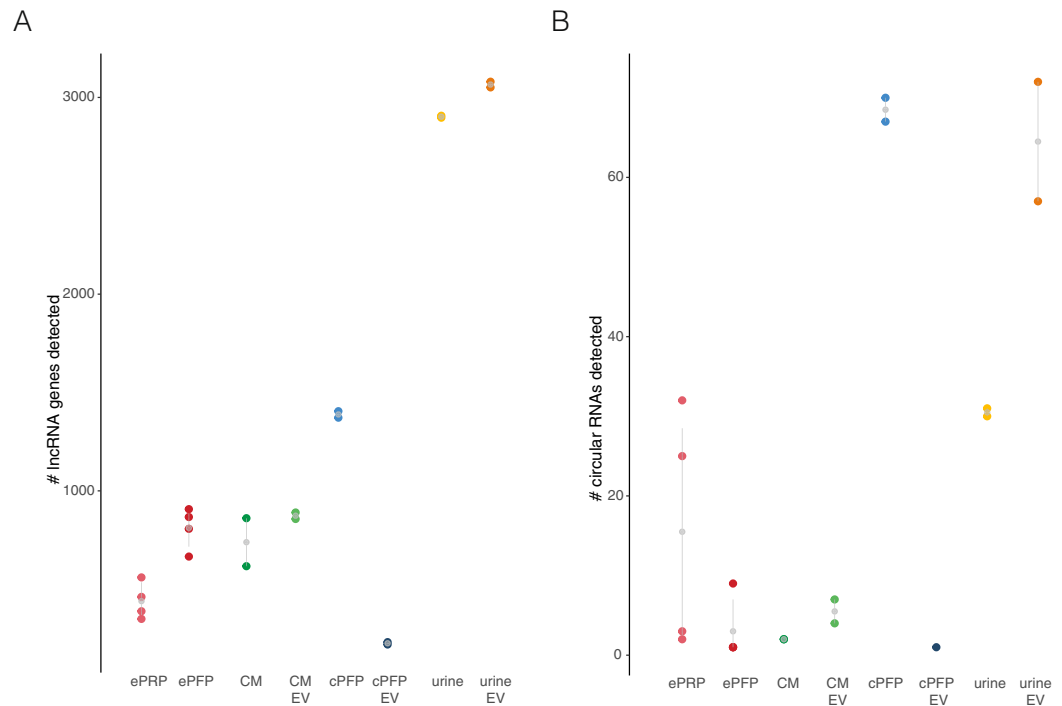 A
# lncRNA genes detected
3000
2000
1000
ePRP ePFP CM CM EV cPFP cPFP EV urine urine EV
B
# circular RNAs detected
60
40
20
0
ePRP ePFP CM CM EV cPFP cPFP EV urine urine EV